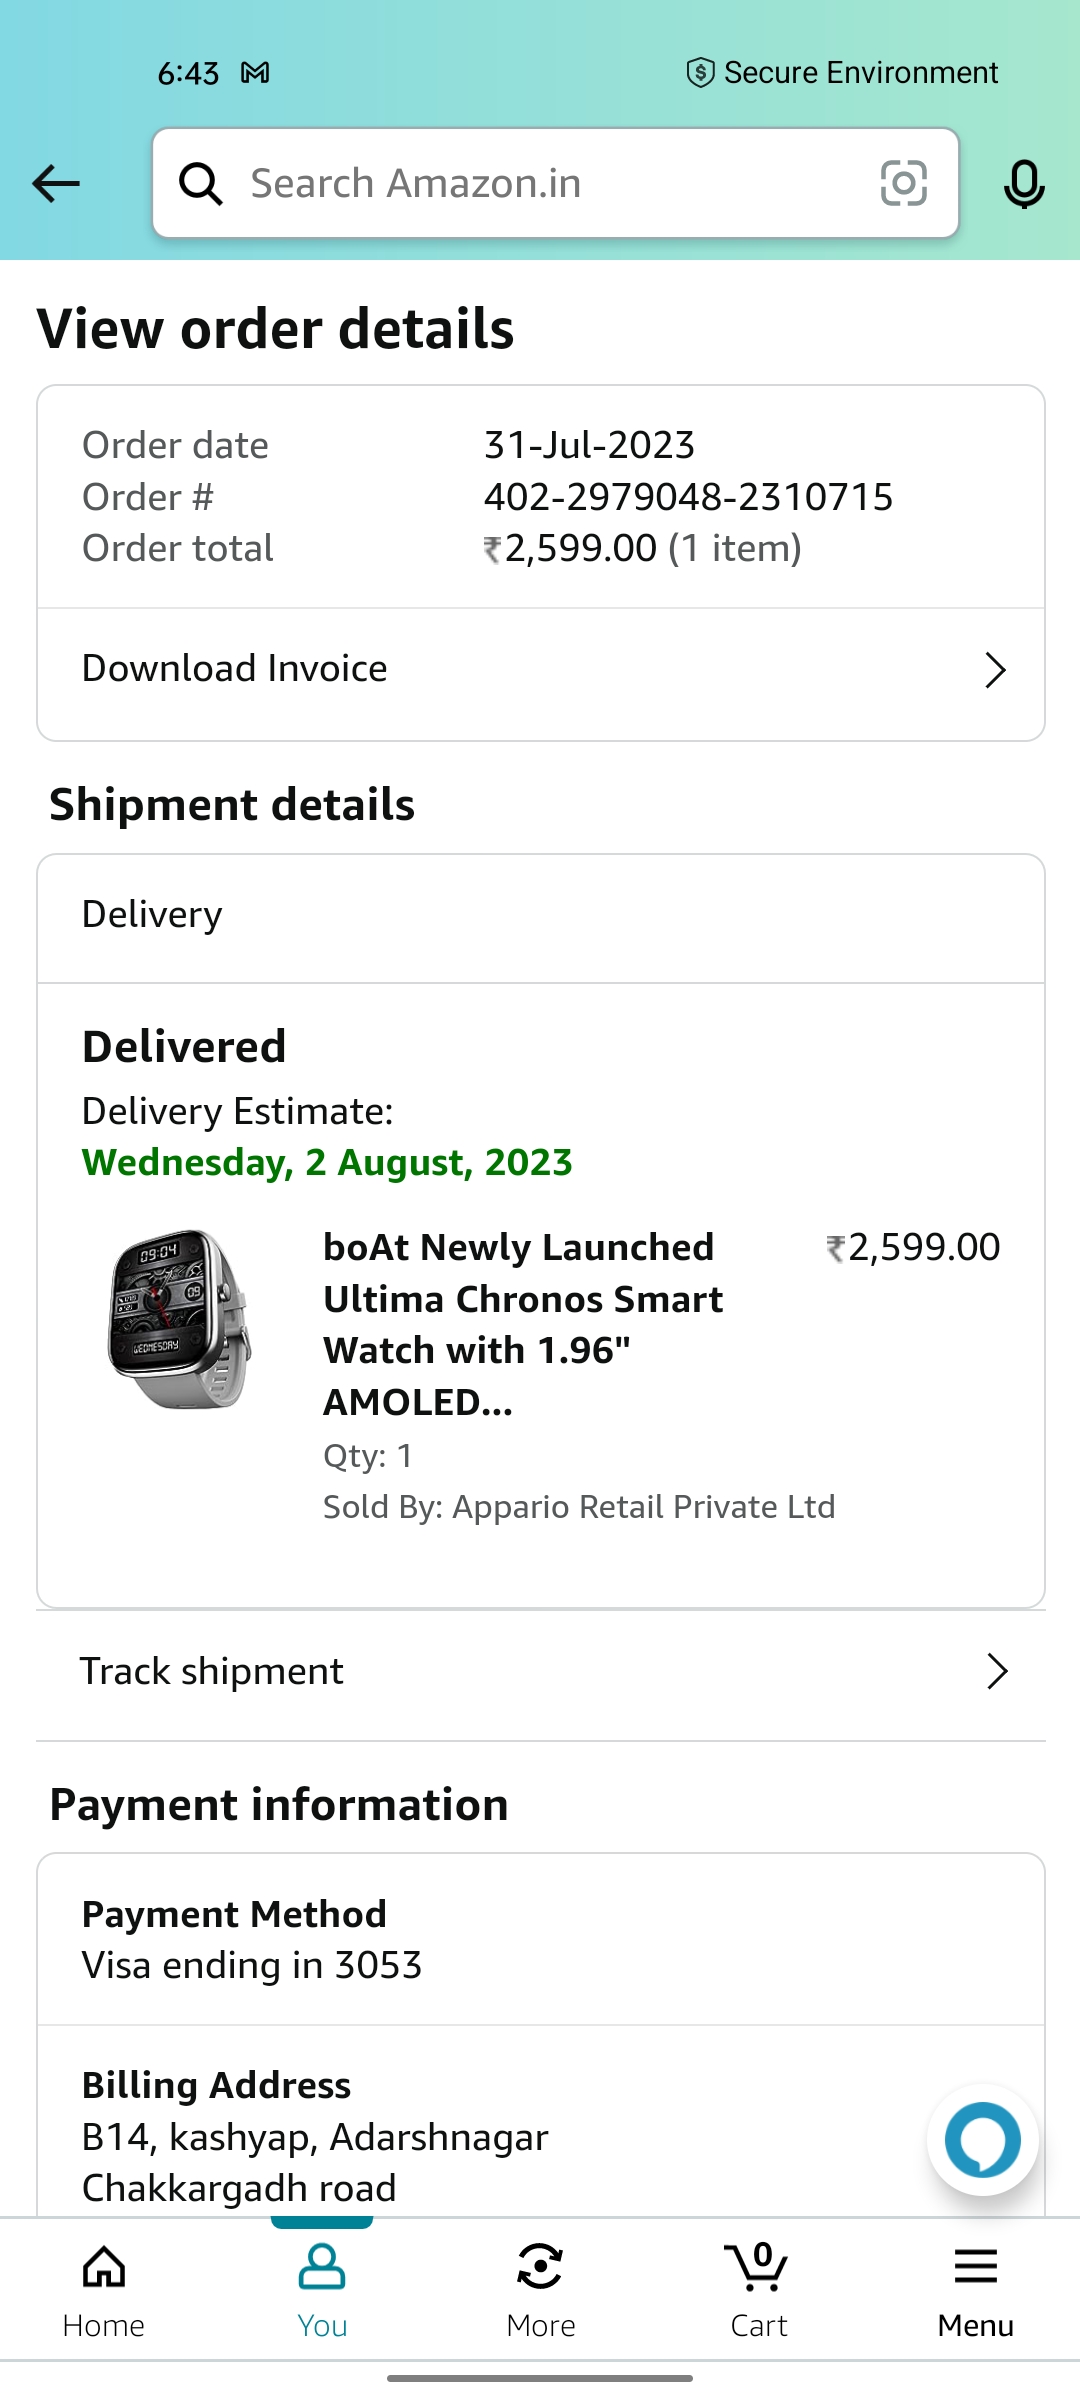 6:43
Secure Environment
Search Amazon.in
View order details
Order date 31-Jul-2023
Order # 402-2979048-2310715
Order total ₹2,599.00 (1 item)
Download Invoice
Shipment details
Delivery
Delivered
Delivery Estimate:
Wednesday, 2 August, 2023
09:04
09
WEDNESDAY
boAt Newly Launched ₹2,599.00
Ultima Chronos Smart
Watch with 1.96"
AMOLED...
Qty: 1
Sold By: Appario Retail Private Ltd
Track shipment
Payment information
Payment Method
Visa ending in 3053
Billing Address
B14, kashyap, Adarshnagar
Chakkargadh road
0
Home You More Cart Menu